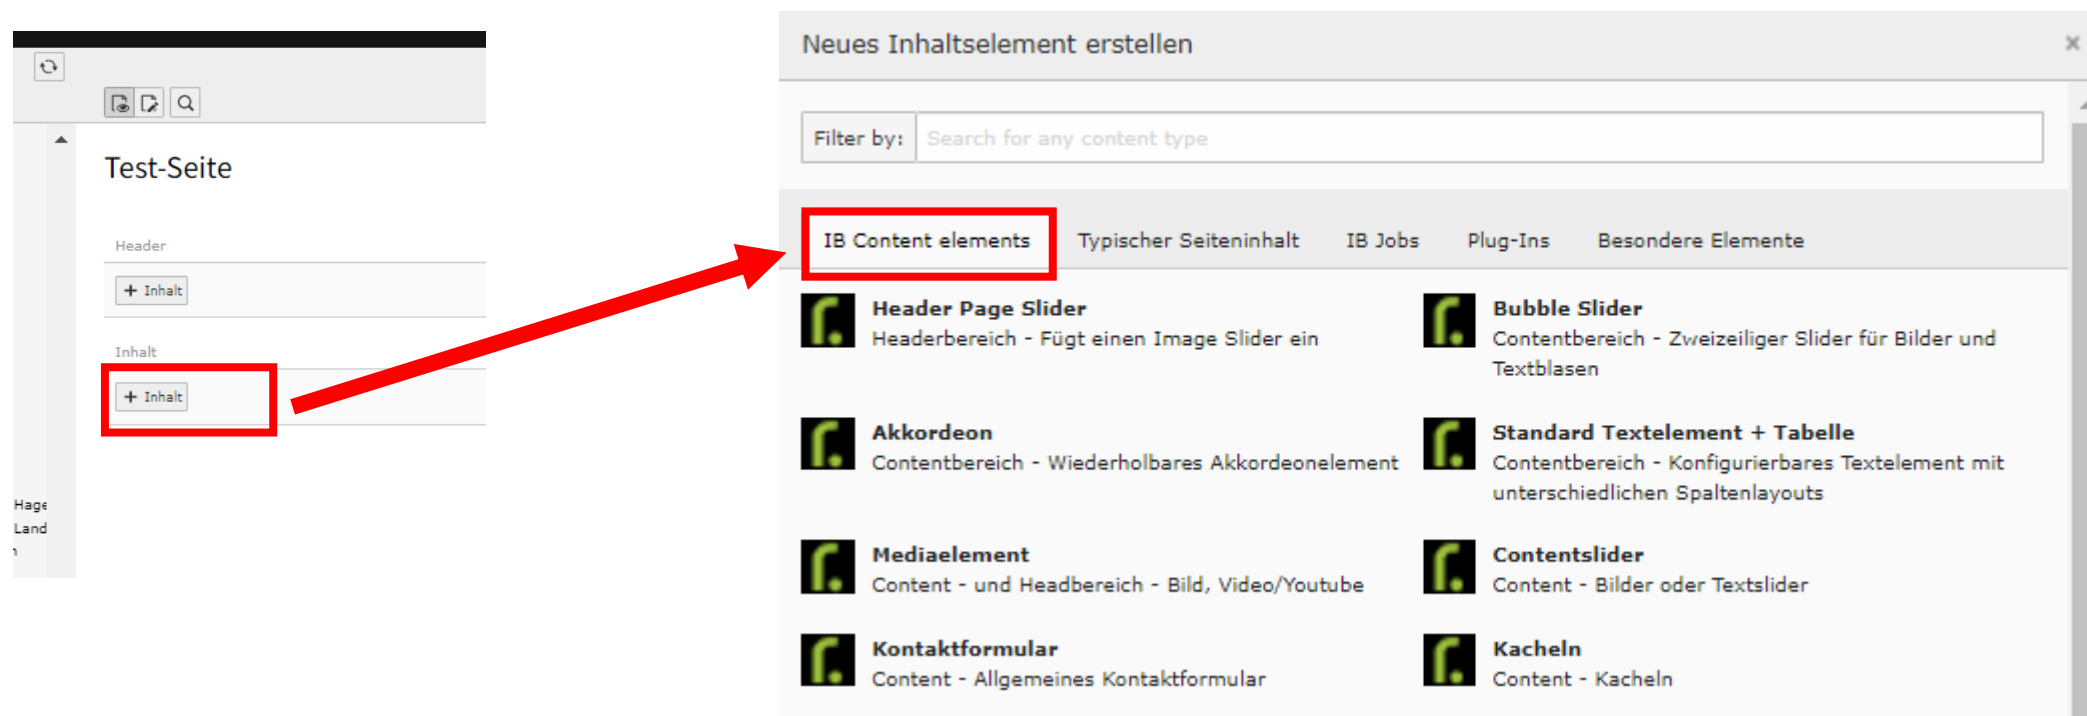 Test-Seite
Header
+ Inhalt
Inhalt
+ Inhalt
Hage
Land
Neues Inhaltselement erstellen ×
Filter by: Search for any content type
IB Content elements Typischer Seiteninhalt IB Jobs Plug-Ins Besondere Elemente
Header Page Slider
Headerbereich - Fügt einen Image Slider ein
Bubble Slider
Contentbereich - Zweizeiliger Slider für Bilder und
Textblasen
Akkordeon
Contentbereich - Wiederholbares Akkordeonelement
Standard Textelement + Tabelle
Contentbereich - Konfigurierbares Textelement mit
unterschiedlichen Spaltenlayouts
Mediaelement
Content - und Headbereich - Bild, Video/Youtube
Contentslider
Content - Bilder oder Textslider
Kontaktformular
Content - Allgemeines Kontaktformular
Kacheln
Content - Kacheln